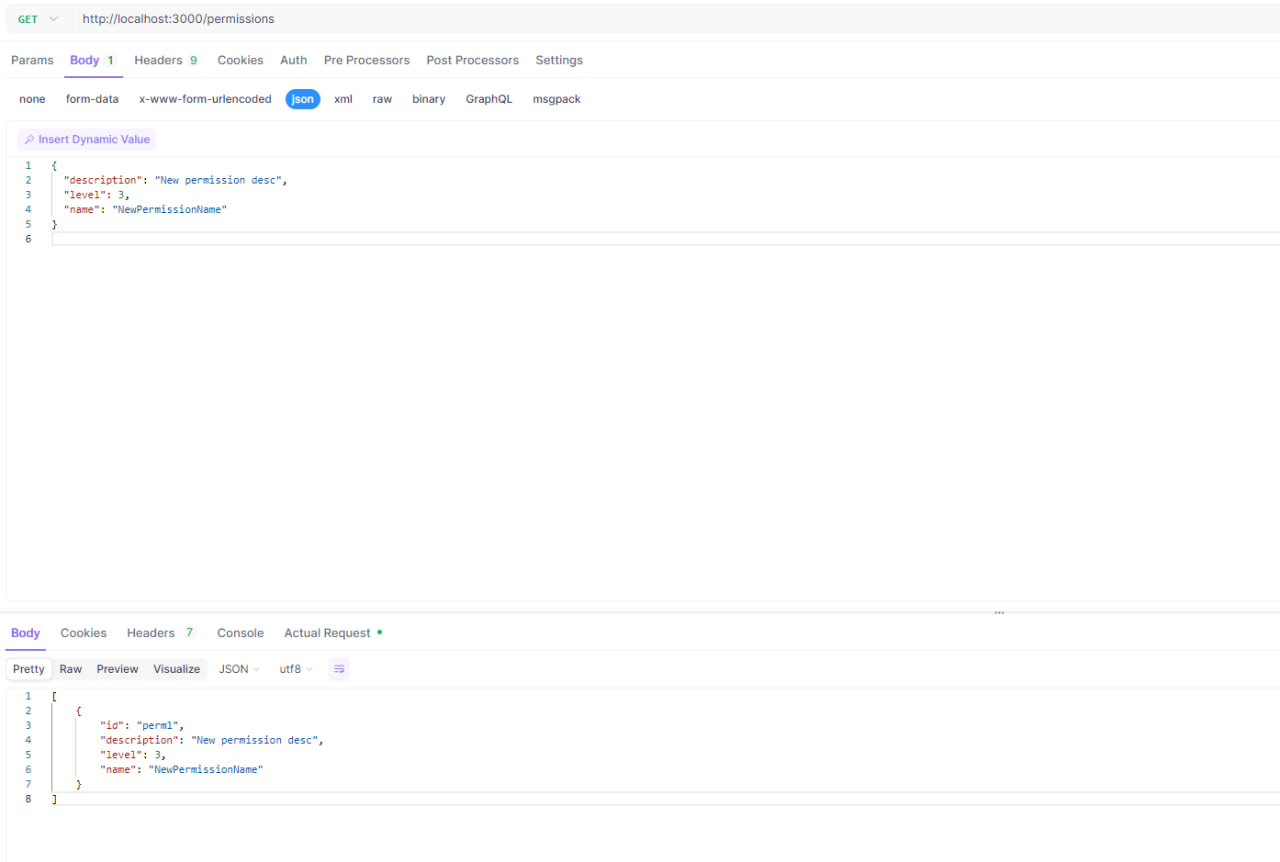 GET http://localhost:3000/permissions
Params Body 1 Headers 9 Cookies Auth Pre Processors Post Processors Settings
none form-data x-www-form-urlencoded json xml raw binary GraphQL msgpack
Insert Dynamic Value
1 {
2 "description": "New permission desc",
3 "level": 3,
4 "name": "NewPermissionName"
5 }
6
...
Body Cookies Headers 7 Console Actual Request
Pretty Raw Preview Visualize JSON utf8
1 [
2 {
3 "id": "perm1",
4 "description": "New permission desc",
5 "level": 3,
6 "name": "NewPermissionName"
7 }
8 ]